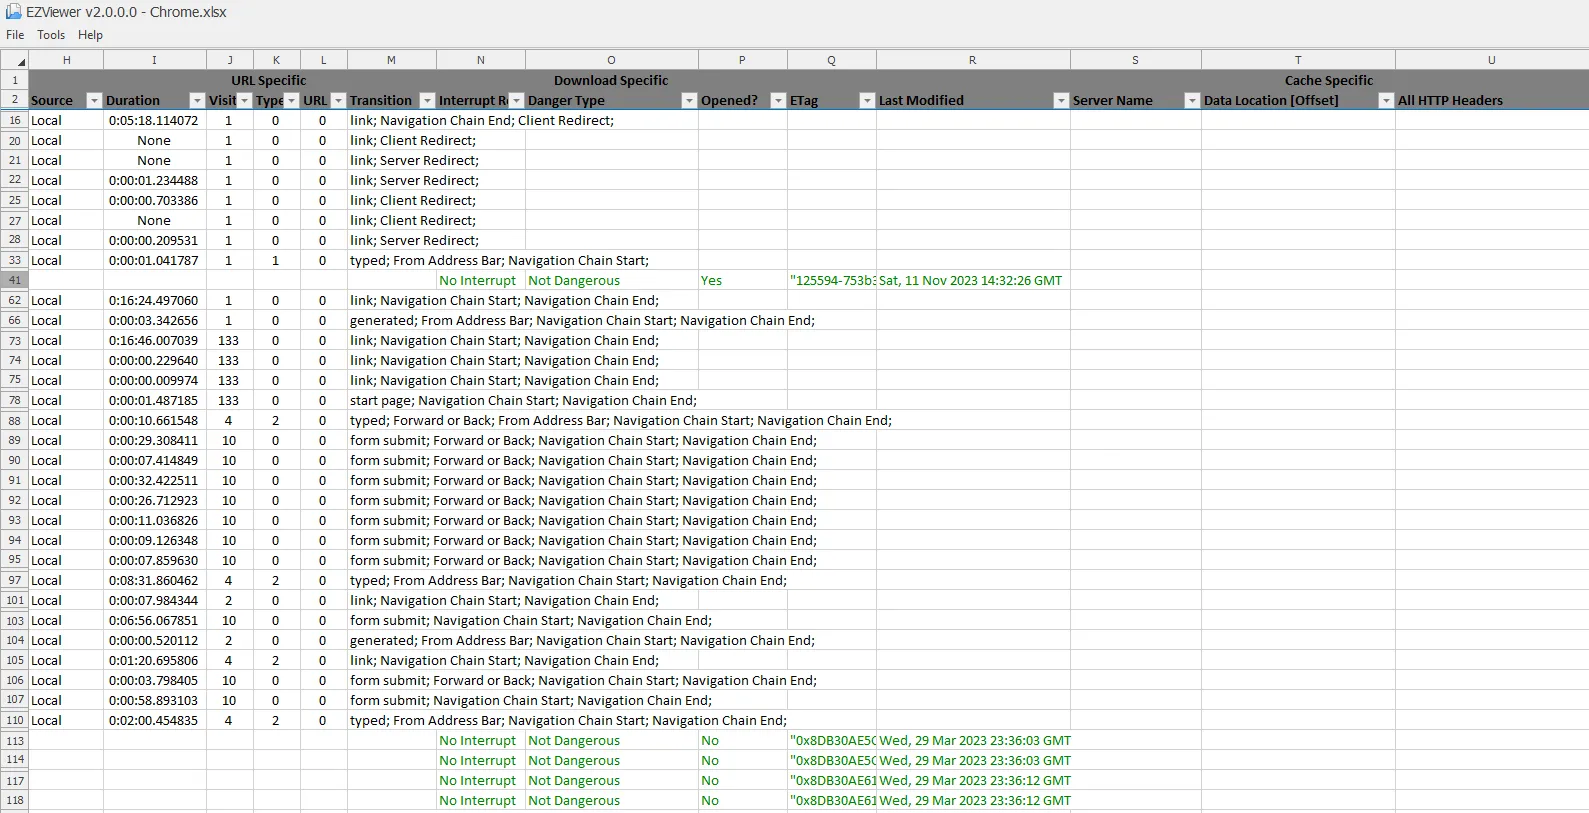 EZViewer v2.0.0.0 - Chrome.xlsx
File Tools Help
H I J K L M N O P Q R S T U
1 URL Specific Download Specific Cache Specific
2 Source Duration Visit Type URL Transition Interrupt Re Danger Type Opened? ETag Last Modified Server Name Data Location [Offset] All HTTP Headers
16 Local 0:05:18.114072 1 0 0 link; Navigation Chain End; Client Redirect;
20 Local None 1 0 0 link; Client Redirect;
21 Local None 1 0 0 link; Server Redirect;
22 Local 0:00:01.234488 1 0 0 link; Server Redirect;
25 Local 0:00:00.703386 1 0 0 link; Client Redirect;
27 Local None 1 0 0 link; Client Redirect;
28 Local 0:00:00.209531 1 0 0 link; Server Redirect;
33 Local 0:00:01.041787 1 1 0 typed; From Address Bar; Navigation Chain Start;
41 No Interrupt Not Dangerous Yes "125594-753b3 Sat, 11 Nov 2023 14:32:26 GMT
62 Local 0:16:24.497060 1 0 0 link; Navigation Chain Start; Navigation Chain End;
66 Local 0:00:03.342656 1 0 0 generated; From Address Bar; Navigation Chain Start; Navigation Chain End;
73 Local 0:16:46.007039 133 0 0 link; Navigation Chain Start; Navigation Chain End;
74 Local 0:00:00.229640 133 0 0 link; Navigation Chain Start; Navigation Chain End;
75 Local 0:00:00.009974 133 0 0 link; Navigation Chain Start; Navigation Chain End;
78 Local 0:00:01.487185 133 0 0 start page; Navigation Chain Start; Navigation Chain End;
88 Local 0:00:10.661548 4 2 0 typed; Forward or Back; From Address Bar; Navigation Chain Start; Navigation Chain End;
89 Local 0:00:29.308411 10 0 0 form submit; Forward or Back; Navigation Chain Start; Navigation Chain End;
90 Local 0:00:07.414849 10 0 0 form submit; Forward or Back; Navigation Chain Start; Navigation Chain End;
91 Local 0:00:32.422511 10 0 0 form submit; Forward or Back; Navigation Chain Start; Navigation Chain End;
92 Local 0:00:26.712923 10 0 0 form submit; Forward or Back; Navigation Chain Start; Navigation Chain End;
93 Local 0:00:11.036826 10 0 0 form submit; Forward or Back; Navigation Chain Start; Navigation Chain End;
94 Local 0:00:09.126348 10 0 0 form submit; Forward or Back; Navigation Chain Start; Navigation Chain End;
95 Local 0:00:07.859630 10 0 0 form submit; Forward or Back; Navigation Chain Start; Navigation Chain End;
97 Local 0:08:31.860462 4 2 0 typed; From Address Bar; Navigation Chain Start; Navigation Chain End;
101 Local 0:00:07.984344 2 0 0 link; Navigation Chain Start; Navigation Chain End;
103 Local 0:06:56.067851 10 0 0 form submit; Navigation Chain Start; Navigation Chain End;
104 Local 0:00:00.520112 2 0 0 generated; From Address Bar; Navigation Chain Start; Navigation Chain End;
105 Local 0:01:20.695806 4 2 0 link; Navigation Chain Start; Navigation Chain End;
106 Local 0:00:03.798405 10 0 0 form submit; Forward or Back; Navigation Chain Start; Navigation Chain End;
107 Local 0:00:58.893103 10 0 0 form submit; Navigation Chain Start; Navigation Chain End;
110 Local 0:02:00.454835 4 2 0 typed; From Address Bar; Navigation Chain Start; Navigation Chain End;
113 No Interrupt Not Dangerous No "0x8DB30AE5C Wed, 29 Mar 2023 23:36:03 GMT
114 No Interrupt Not Dangerous No "0x8DB30AE5C Wed, 29 Mar 2023 23:36:03 GMT
117 No Interrupt Not Dangerous No "0x8DB30AE61 Wed, 29 Mar 2023 23:36:12 GMT
118 No Interrupt Not Dangerous No "0x8DB30AE61 Wed, 29 Mar 2023 23:36:12 GMT